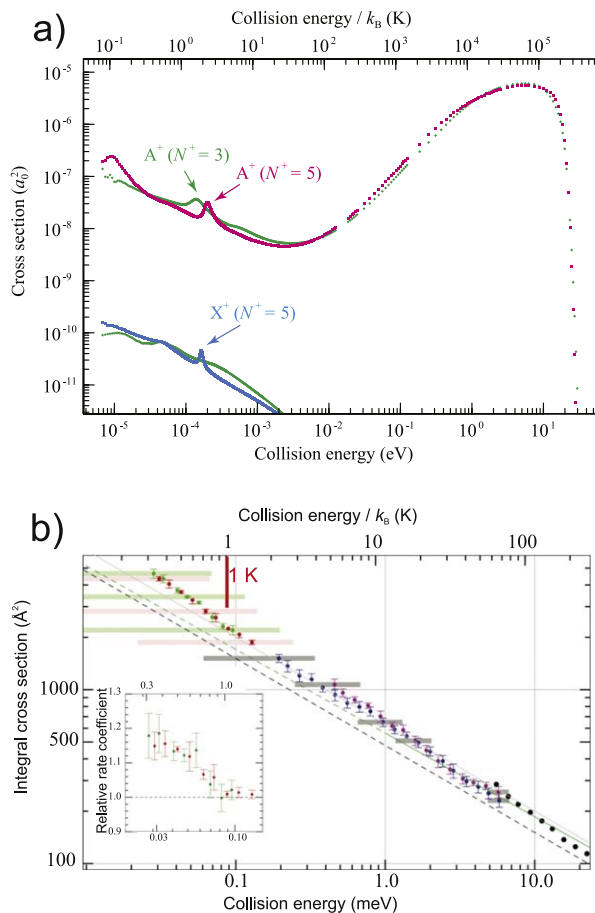 a)
Collision energy / k_B (K)
10^-1 10^0 10^1 10^2 10^3 10^4 10^5
Cross section (a_0^2)
10^-5
10^-6
10^-7
10^-8
10^-9
10^-10
10^-11
A^+ (N^+ = 3)
A^+ (N^+ = 5)
X^+ (N^+ = 5)
10^-5 10^-4 10^-3 10^-2 10^-1 10^0 10^1
Collision energy (eV)
b)
Collision energy / k_B (K)
1 10 100
1 K
Integral cross section (Å^2)
1000
500
100
0.3 1.0
Relative rate coefficient
1.3
1.2
1.1
1.0
0.9
0.03 0.10
0.1 1.0 10.0
Collision energy (meV)